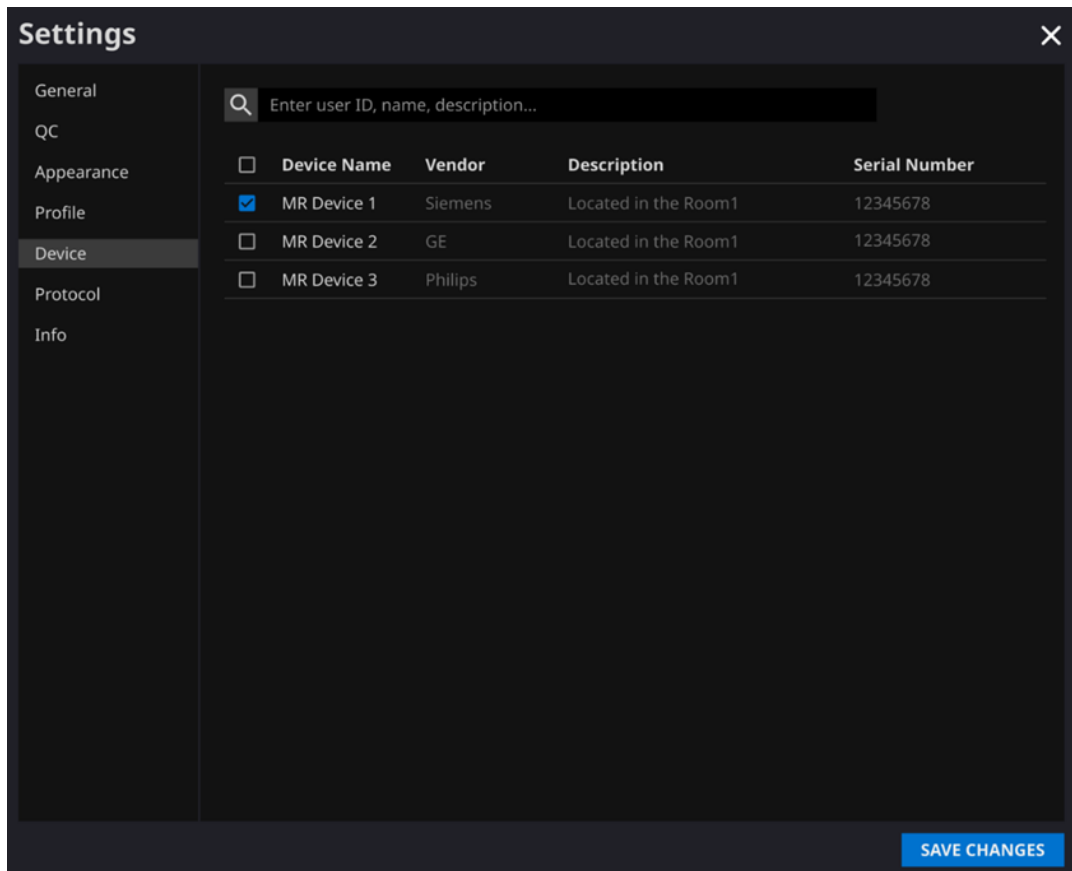 Settings
General
QC
Appearance
Profile
Device
Protocol
Info
Enter user ID, name, description...
Device Name Vendor Description Serial Number
MR Device 1 Siemens Located in the Room1 12345678
MR Device 2 GE Located in the Room1 12345678
MR Device 3 Philips Located in the Room1 12345678
SAVE CHANGES